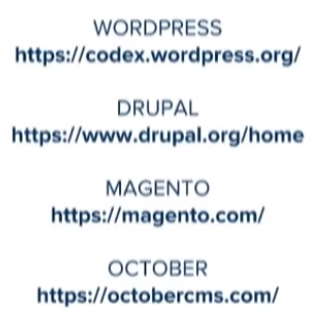 WORDPRESS
https://codex.wordpress.org/
DRUPAL
https://www.drupal.org/home
MAGENTO
https://magento.com/
OCTOBER
https://octobercms.com/